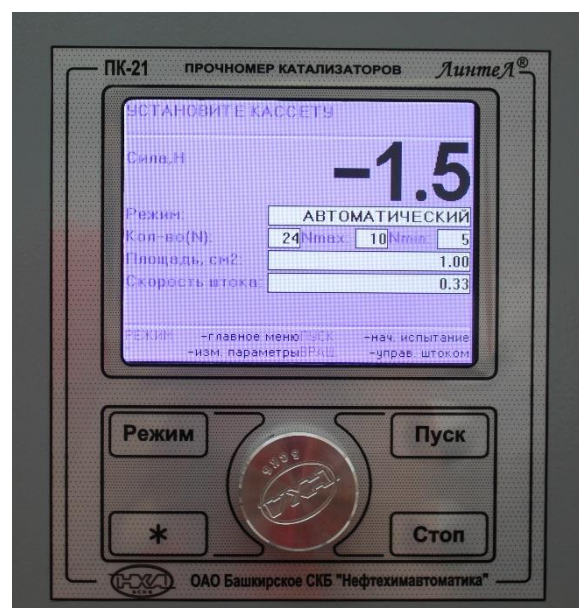 ПК-21 ПРОЧНОМЕР КАТАЛИЗАТОРОВ ЛинтеЛ®
УСТАНОВИТЕ КАССЕТУ
Сила,Н -1.5
Режим: АВТОМАТИЧЕСКИЙ
Кол-во(N): 24 Nmax: 10 Nmin: 5
Площадь, см2: 1.00
Скорость штока: 0.33
РЕЖИМ -главное меню ПУСК -нач. испытание
-изм. параметры ВРАЩ -управ. штоком
Режим Пуск
НХА
* Стоп
НХА ОАО Башкирское СКБ "Нефтехимавтоматика"